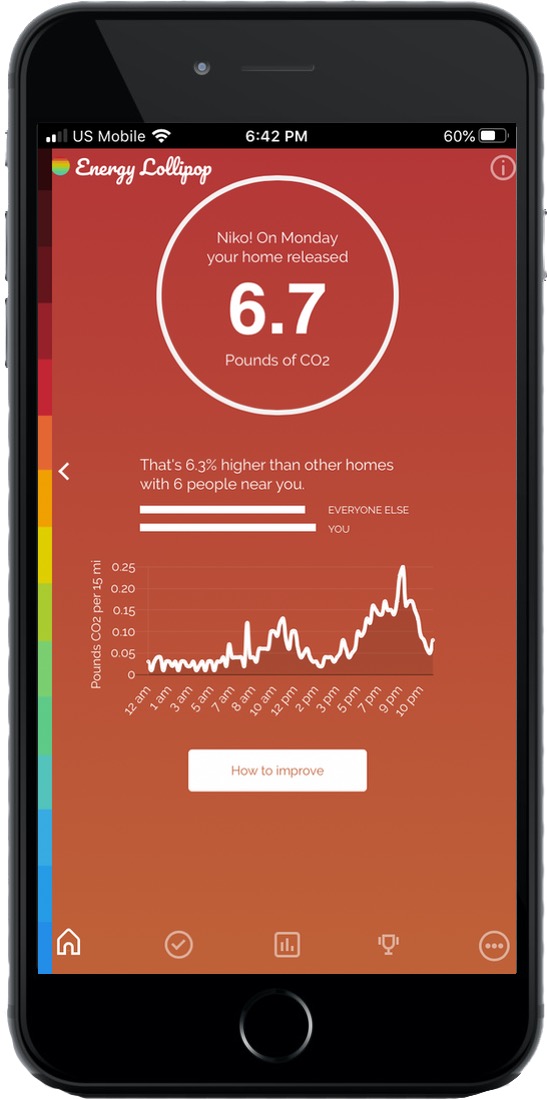 US Mobile 6:42 PM 60%
Energy Lollipop
Niko! On Monday
your home released
6.7
Pounds of CO2
That's 6.3% higher than other homes
with 6 people near you.
EVERYONE ELSE
YOU
Pounds CO2 per 15 mi
0.25
0.20
0.15
0.10
0.05
0
12 am 1 am 3 am 5 am 7 am 8 am 10 am 12 pm 2 pm 3 pm 5 pm 7 pm 9 pm 10 pm
How to improve